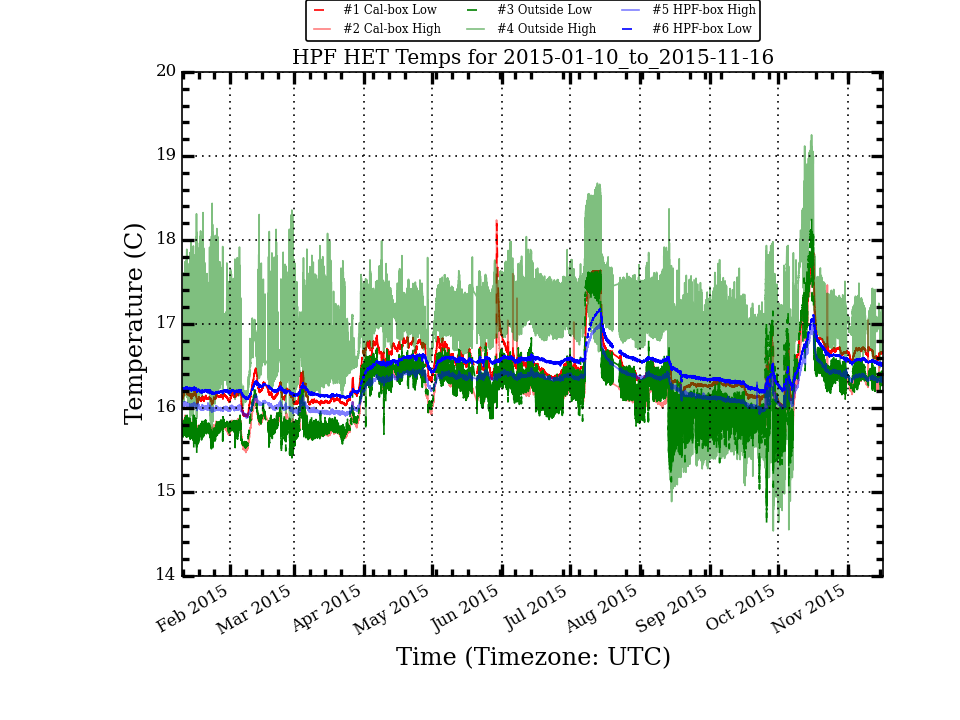 #1 Cal-box Low #3 Outside Low #5 HPF-box High
#2 Cal-box High #4 Outside High #6 HPF-box Low
HPF HET Temps for 2015-01-10_to_2015-11-16
20
19
18
17
16
15
14
Temperature (C)
Feb 2015 Mar 2015 Apr 2015 May 2015 Jun 2015 Jul 2015 Aug 2015 Sep 2015 Oct 2015 Nov 2015
Time (Timezone: UTC)